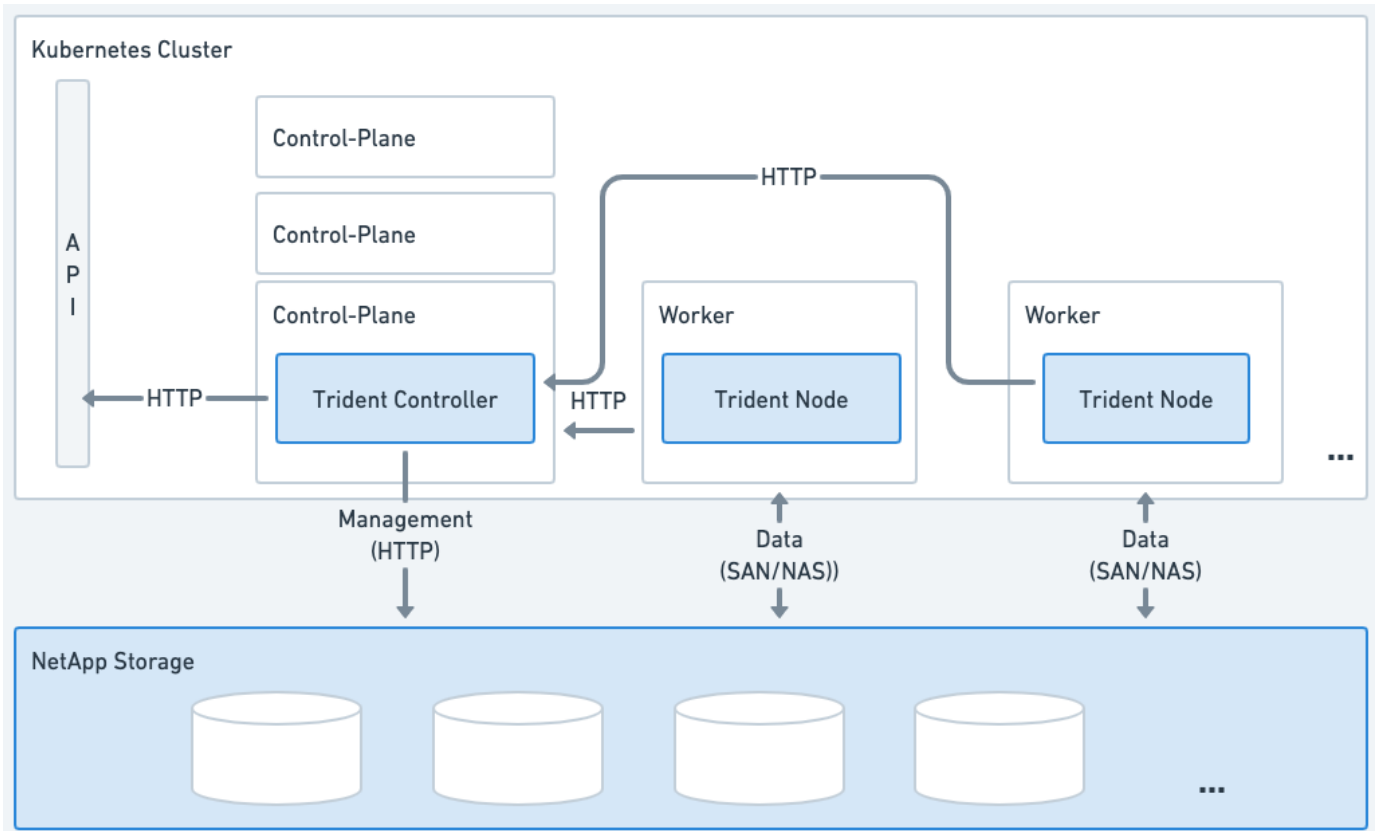 Kubernetes Cluster
A
P
I
Control-Plane
Control-Plane
Control-Plane
Trident Controller
HTTP
HTTP
HTTP
Worker
Trident Node
Worker
Trident Node
...
Management
(HTTP)
Data
(SAN/NAS))
Data
(SAN/NAS)
NetApp Storage
...